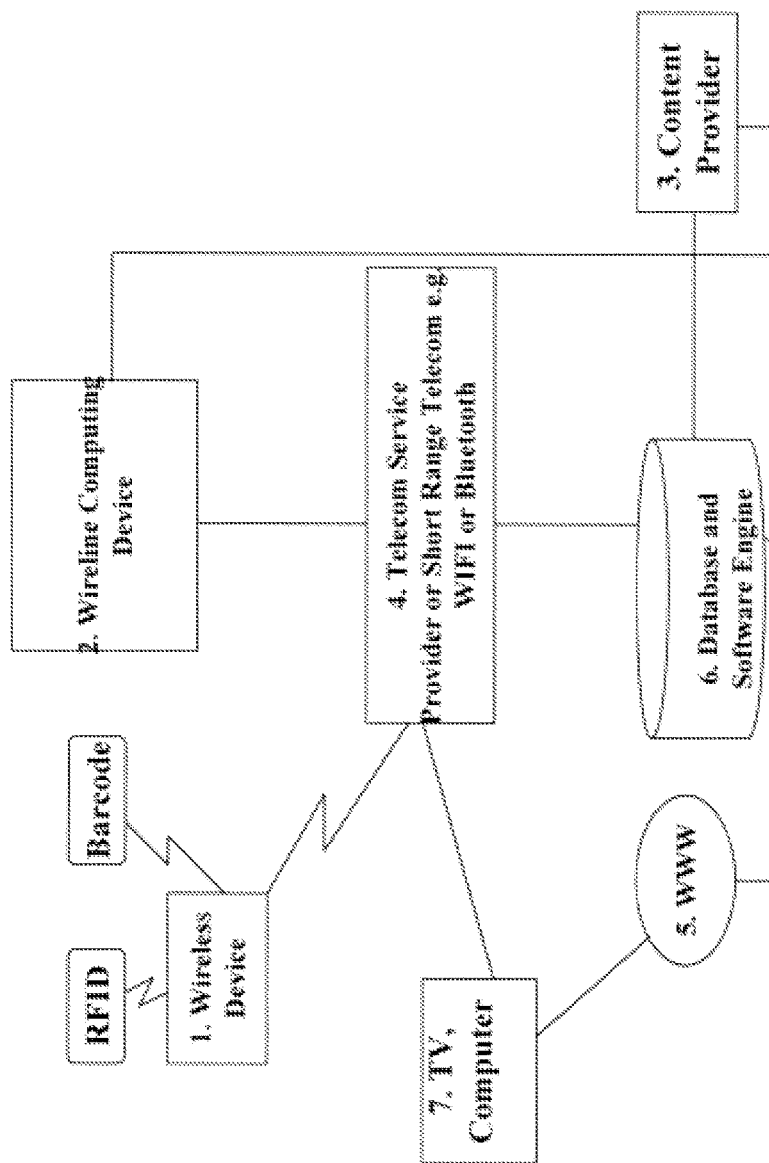 RFID
Barcode
1. Wireless
Device
2. Wireline Computing
Device
7. TV,
Computer
4. Telecom Service
Provider or Short Range Telecom e.g.
WIFI or Bluetooth
5. WWW
6. Database and
Software Engine
3. Content
Provider